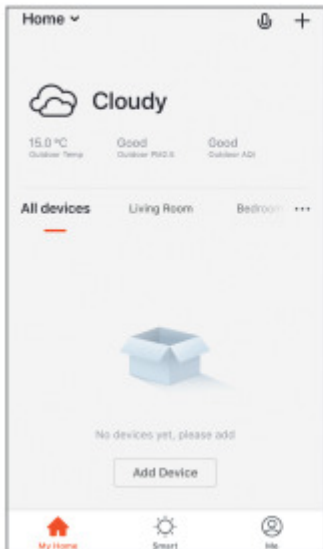 Home
Cloudy
15.0 °C Good Good
Outdoor Temp Outdoor PM2.5 Outdoor AQI
All devices Living Room Bedroom ...
No devices yet, please add
Add Device
My Home Smart Me